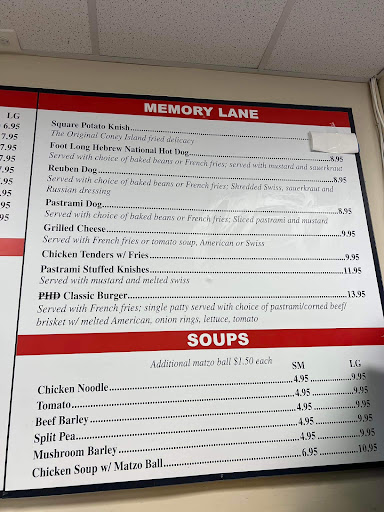 LG
6.95
7.95
7.95
7.95
7.95
7.95
7.95
5.95
9.95
MEMORY LANE
Square Potato Knish
The Original Coney Island fried delicacy
Foot Long Hebrew National Hot Dog 8.95
Served with choice of baked beans or French fries; served with mustard and sauerkraut
Reuben Dog 8.95
Served with choice of baked beans or French fries; Shredded Swiss, sauerkraut and
Russian dressing
Pastrami Dog 8.95
Served with choice of baked beans or French fries; Sliced pastrami and mustard
Grilled Cheese 9.95
Served with French fries or tomato soup, American or Swiss
Chicken Tenders w/ Fries 9.95
Pastrami Stuffed Knishes 11.95
Served with mustard and melted swiss
PHD Classic Burger 13.95
Served with French fries; single patty served with choice of pastrami/corned beef/
brisket w/ melted American, onion rings, lettuce, tomato
SOUPS
Additional matzo ball $1.50 each
SM LG
Chicken Noodle 4.95 9.95
Tomato 4.95 9.95
Beef Barley 4.95 9.95
Split Pea 4.95 9.95
Mushroom Barley 4.95 9.95
Chicken Soup w/ Matzo Ball 6.95 10.95